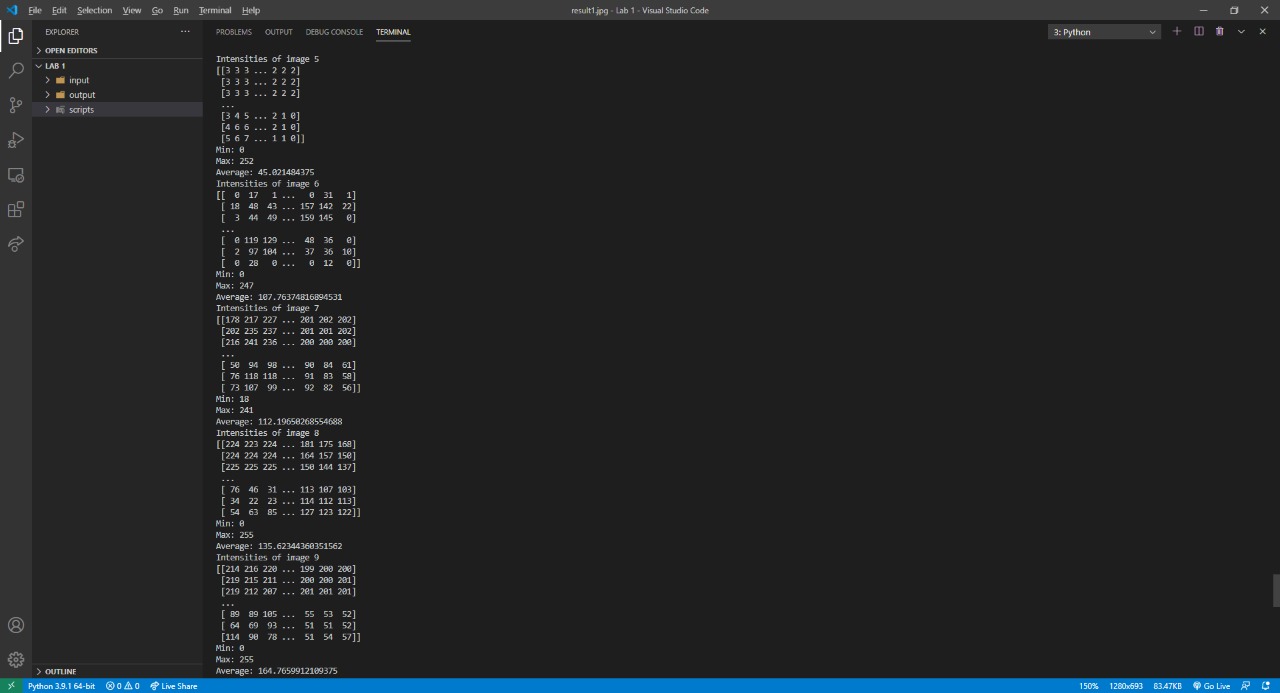 File Edit Selection View Go Run Terminal Help
result1.jpg - Lab 1 - Visual Studio Code
EXPLORER
OPEN EDITORS
LAB 1
input
output
scripts
OUTLINE
PROBLEMS OUTPUT DEBUG CONSOLE TERMINAL
3: Python
Intensities of image 5
[[3 3 3 ... 2 2 2]
[3 3 3 ... 2 2 2]
[3 3 3 ... 2 2 2]
...
[3 4 5 ... 2 1 0]
[4 6 6 ... 2 1 0]
[5 6 7 ... 1 1 0]]
Min: 0
Max: 252
Average: 45.021484375
Intensities of image 6
[[ 0 17 1 ... 0 31 1]
[ 18 48 43 ... 157 142 22]
[ 3 44 49 ... 159 145 0]
...
[ 0 119 129 ... 48 36 0]
[ 2 97 104 ... 37 36 10]
[ 0 28 0 ... 0 12 0]]
Min: 0
Max: 247
Average: 107.76374816894531
Intensities of image 7
[[178 217 227 ... 201 202 202]
[202 235 237 ... 201 201 202]
[216 241 236 ... 200 200 200]
...
[ 50 94 98 ... 90 84 61]
[ 76 118 118 ... 91 83 58]
[ 73 107 99 ... 92 82 56]]
Min: 18
Max: 241
Average: 112.19650268554688
Intensities of image 8
[[224 223 224 ... 181 175 168]
[224 224 224 ... 164 157 150]
[225 225 225 ... 150 144 137]
...
[ 76 46 31 ... 113 107 103]
[ 34 22 23 ... 114 112 113]
[ 54 63 85 ... 127 123 122]]
Min: 0
Max: 255
Average: 135.62344360351562
Intensities of image 9
[[214 216 220 ... 199 200 200]
[219 215 211 ... 200 200 201]
[219 212 207 ... 201 201 201]
...
[ 89 89 105 ... 55 53 52]
[ 64 69 93 ... 51 51 52]
[114 90 78 ... 51 54 57]]
Min: 0
Max: 255
Average: 164.7659912109375
Python 3.9.1 64-bit 0 0 Live Share
150% 1280x693 83.47KB Go Live